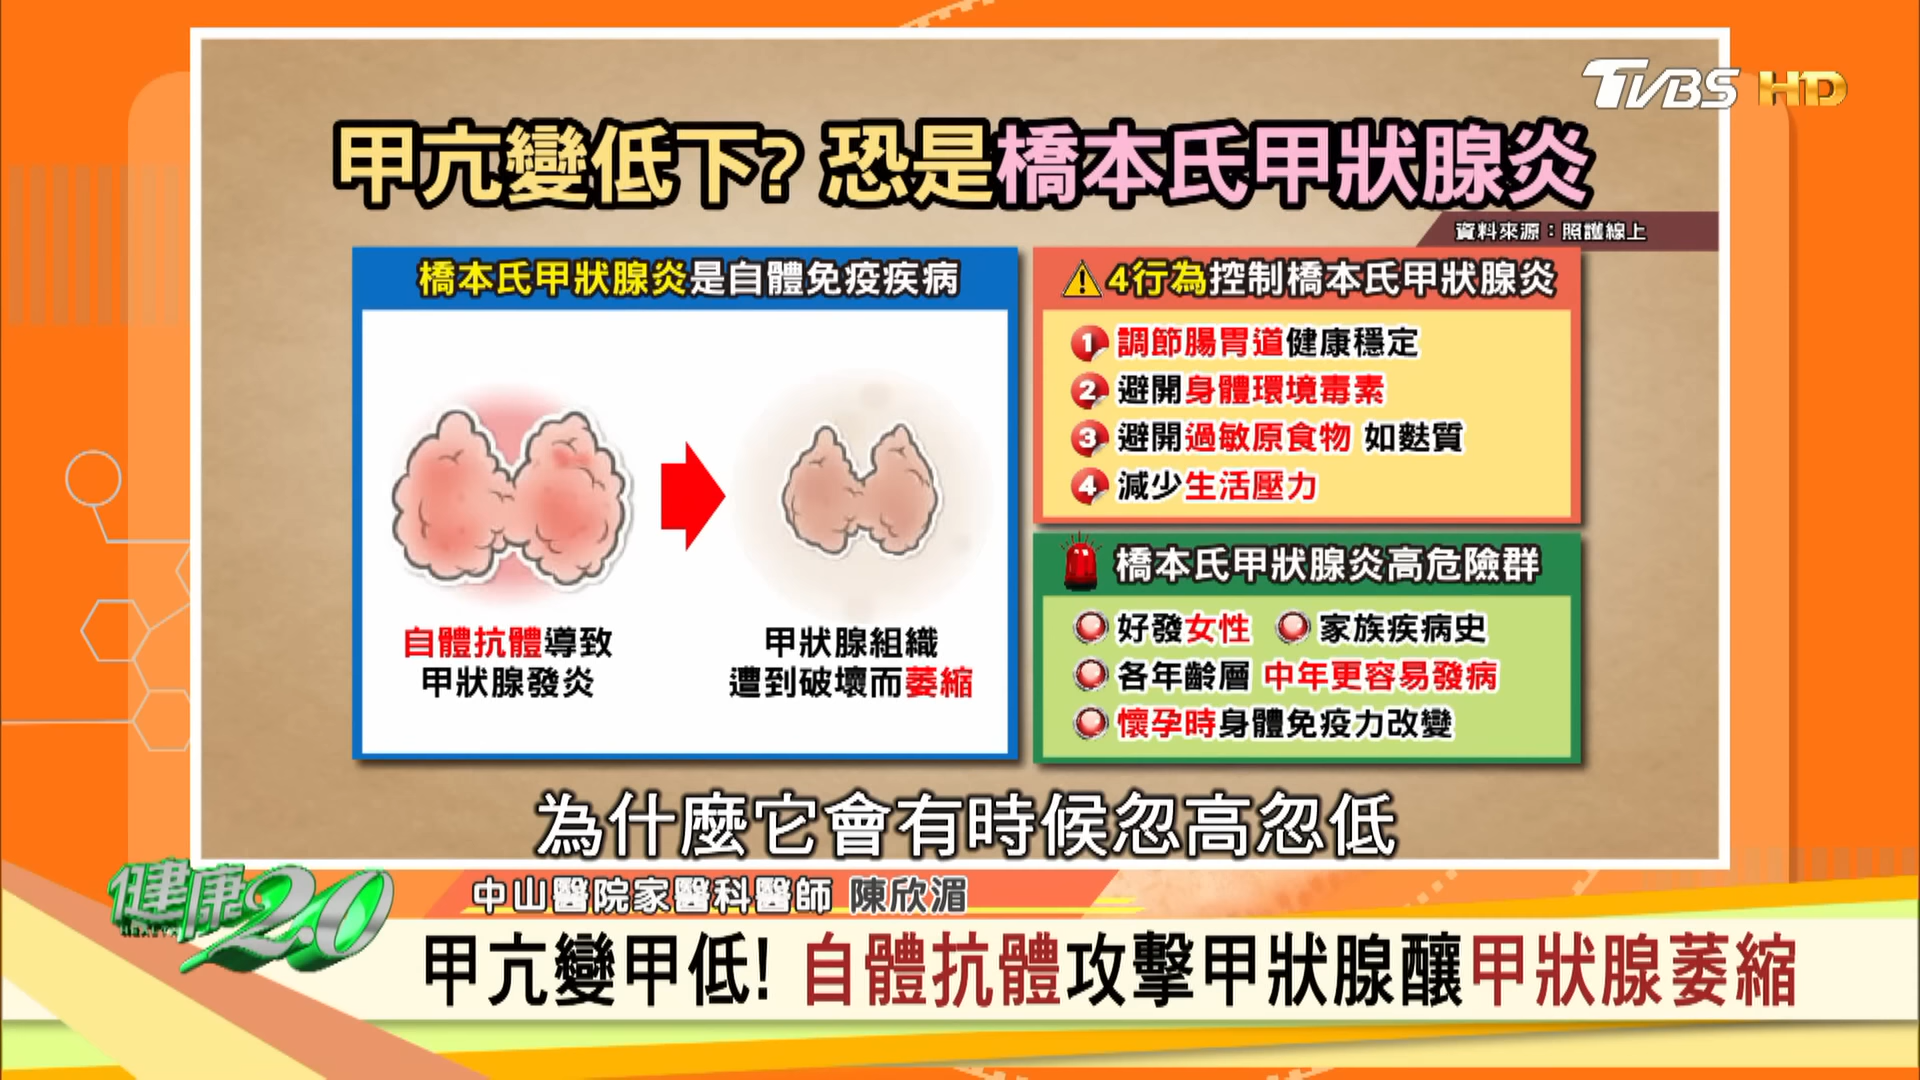 TVBS HD
甲亢變低下? 恐是橋本氏甲狀腺炎
資料來源：照護線上
橋本氏甲狀腺炎是自體免疫疾病
自體抗體導致
甲狀腺發炎
甲狀腺組織
遭到破壞而萎縮
4行為控制橋本氏甲狀腺炎
1 調節腸胃道健康穩定
2 避開身體環境毒素
3 避開過敏原食物 如麩質
4 減少生活壓力
橋本氏甲狀腺炎高危險群
好發女性 家族疾病史
各年齡層 中年更容易發病
懷孕時身體免疫力改變
為什麼它會有時候忽高忽低
健康2.0
中山醫院家醫科醫師 陳欣湄
甲亢變甲低! 自體抗體攻擊甲狀腺釀甲狀腺萎縮